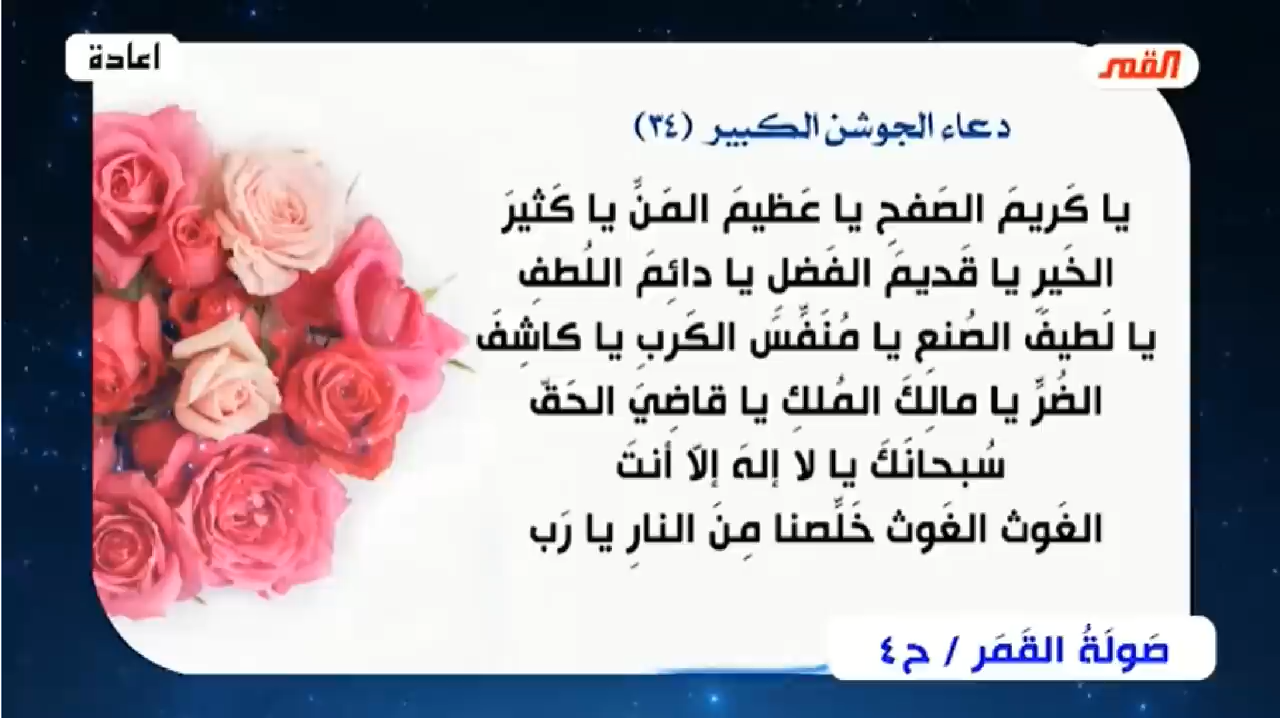 القمر
اعادة
دعاء الجوشن الكبير (٣٤)
يا كَريمَ الصَفحِ يا عَظيمَ المَنِّ يا كَثيرَ
الخَيرِ يا قَديمَ الفَضلِ يا دائِمَ اللُطفِ
يا لَطيفَ الصُنعِ يا مُنَفِّسَ الكَربِ يا كاشِفَ
الضُرِّ يا مالِكَ المُلكِ يا قاضِيَ الحَقّ
سُبحانَكَ يا لا إلهَ إلاّ أنتَ
الغَوث الغَوث خَلِّصنا مِنَ النارِ يا رَب
صَولَةُ القَمَر / ح٤